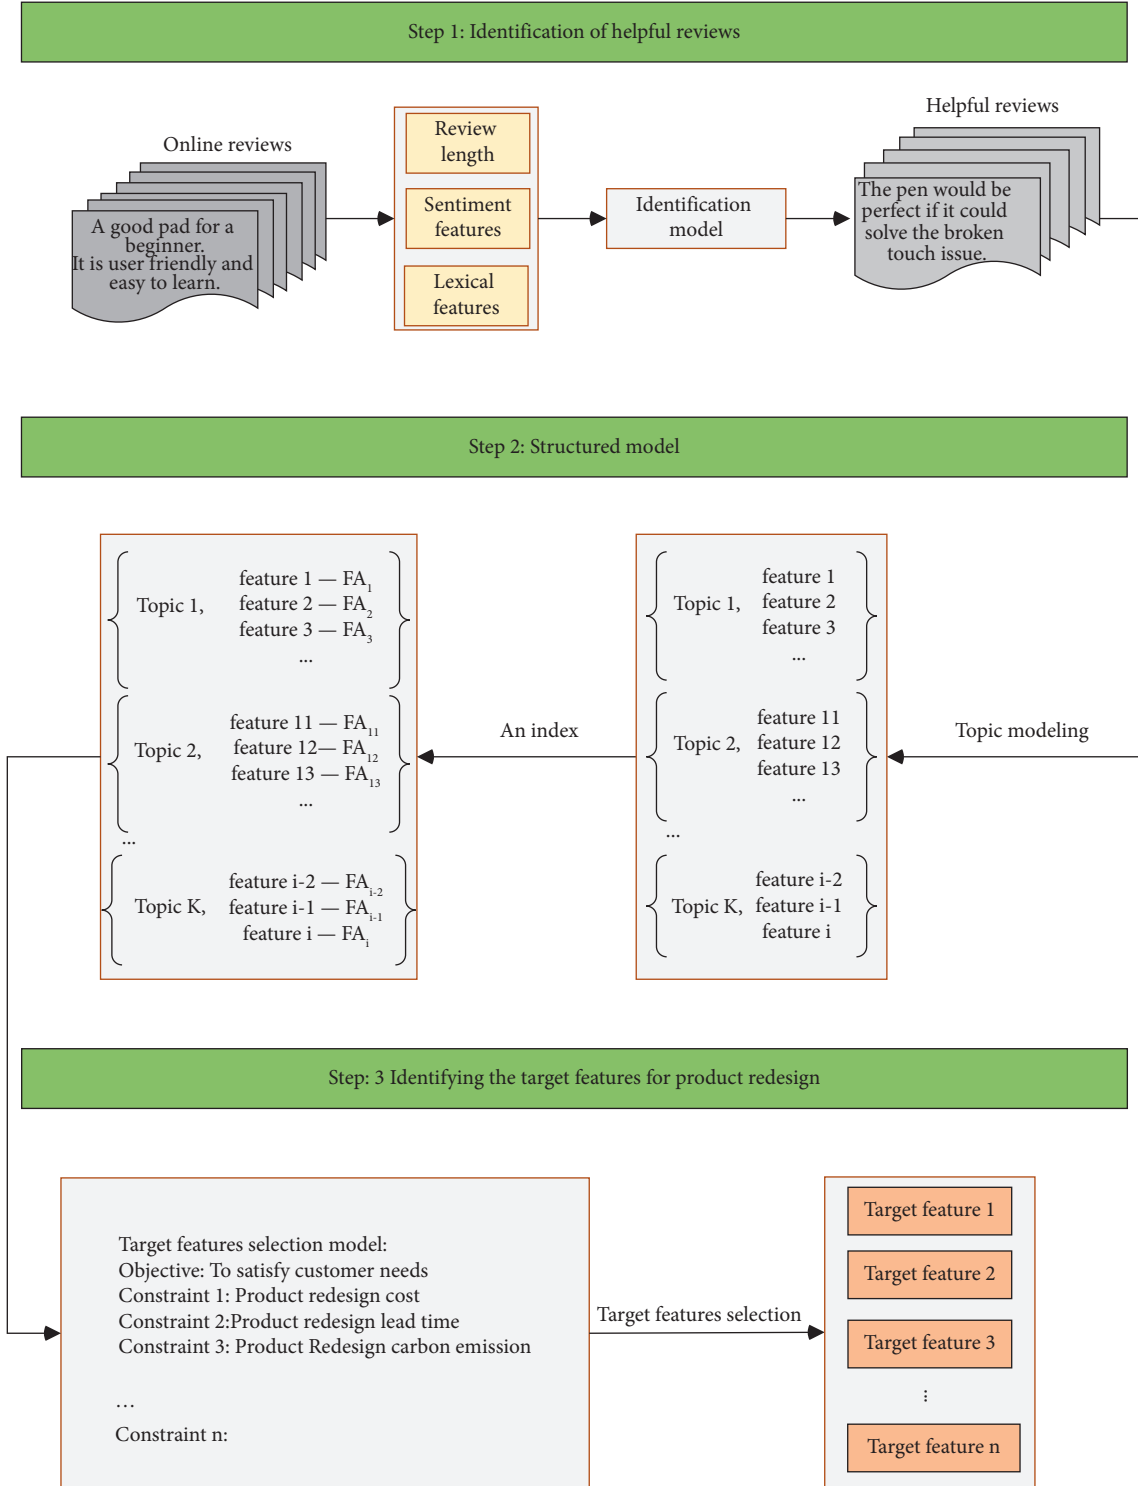 Step 1: Identification of helpful reviews
Online reviews
A good pad for a
beginner.
It is user friendly and
easy to learn.
Review
length
Sentiment
features
Lexical
features
Identification
model
Helpful reviews
The pen would be
perfect if it could
solve the broken
touch issue.
Step 2: Structured model
Topic 1,
feature 1 — FA1
feature 2 — FA2
feature 3 — FA3
...
Topic 2,
feature 11 — FA11
feature 12— FA12
feature 13 — FA13
...
...
Topic K,
feature i-2 — FAi-2
feature i-1 — FAi-1
feature i — FAi
An index
Topic 1,
feature 1
feature 2
feature 3
...
Topic 2,
feature 11
feature 12
feature 13
...
...
Topic K,
feature i-2
feature i-1
feature i
Topic modeling
Step: 3 Identifying the target features for product redesign
Target features selection model:
Objective: To satisfy customer needs
Constraint 1: Product redesign cost
Constraint 2:Product redesign lead time
Constraint 3: Product Redesign carbon emission
...
Constraint n:
Target features selection
Target feature 1
Target feature 2
Target feature 3
...
Target feature n